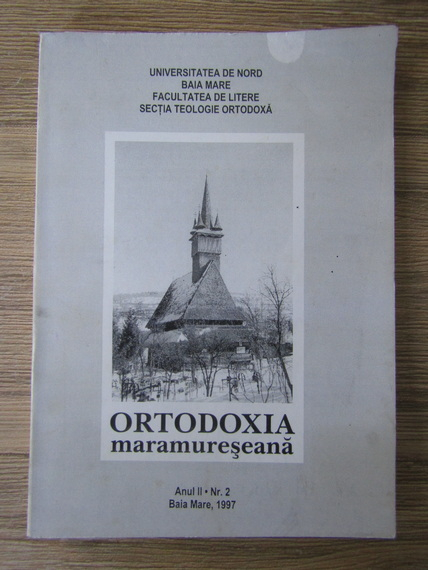 UNIVERSITATEA DE NORD
BAIA MARE
FACULTATEA DE LITERE
SECŢIA TEOLOGIE ORTODOXĂ
ORTODOXIA
maramureşeană
Anul II • Nr. 2
Baia Mare, 1997